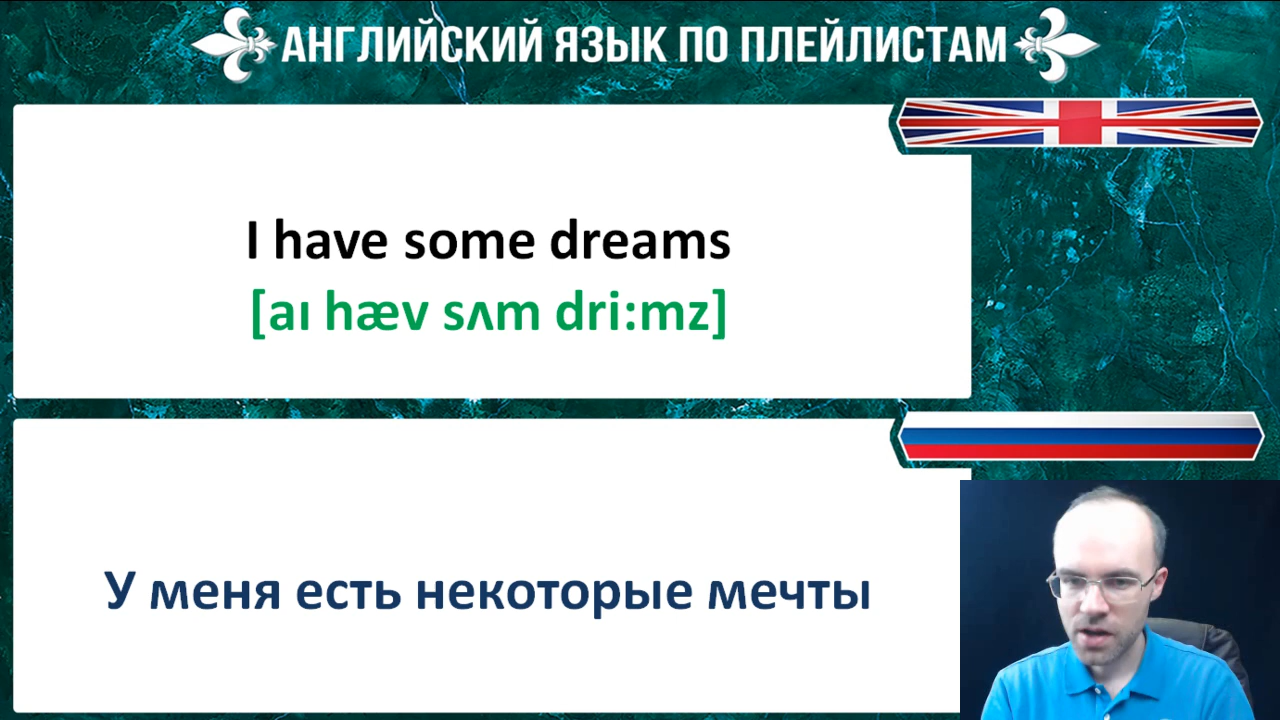 АНГЛИЙСКИЙ ЯЗЫК ПО ПЛЕЙЛИСТАМ
I have some dreams
[aɪ hæv sʌm dri:mz]
У меня есть некоторые мечты